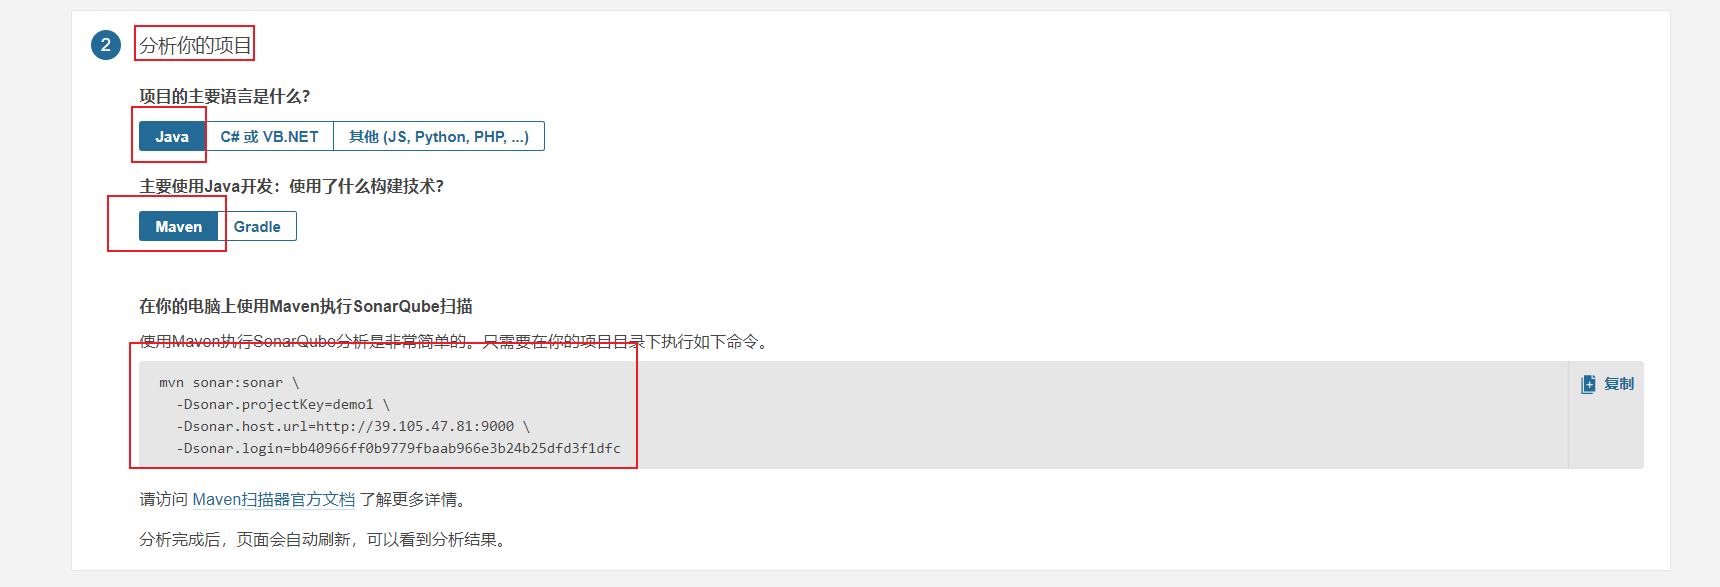 2 分析你的项目
项目的主要语言是什么?
Java C# 或 VB.NET 其他 (JS, Python, PHP, ...)
主要使用Java开发：使用了什么构建技术?
Maven Gradle
在你的电脑上使用Maven执行SonarQube扫描
使用Maven执行SonarQube分析是非常简单的。只需要在你的项目目录下执行如下命令。
mvn sonar:sonar \
-Dsonar.projectKey=demo1 \
-Dsonar.host.url=http://39.105.47.81:9000 \
-Dsonar.login=bb40966ff0b9779fbaab966e3b24b25dfd3f1dfc
复制
请访问 Maven扫描器官方文档 了解更多详情。
分析完成后，页面会自动刷新，可以看到分析结果。